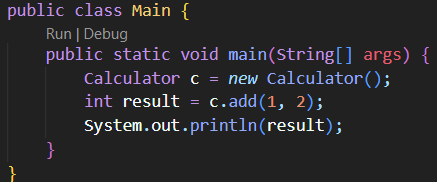 public class Main {
Run | Debug
public static void main(String[] args) {
Calculator c = new Calculator();
int result = c.add(1, 2);
System.out.println(result);
}
}